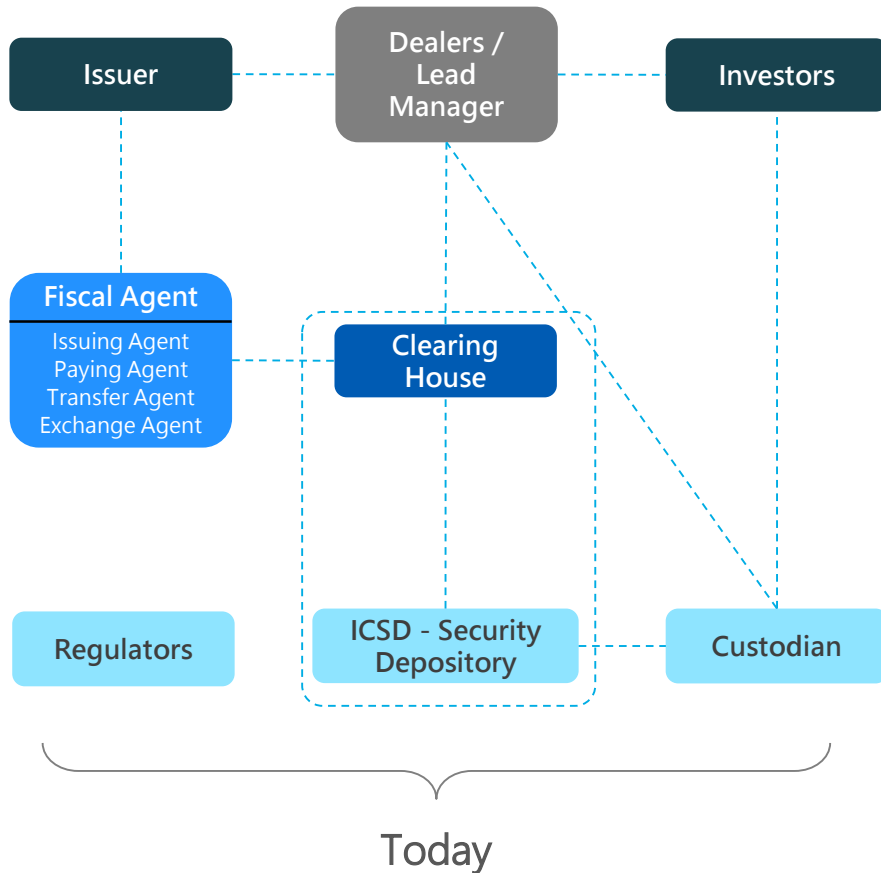 Issuer
Dealers /
Lead
Manager
Investors
Fiscal Agent
Issuing Agent
Paying Agent
Transfer Agent
Exchange Agent
Clearing
House
Regulators
ICSD - Security
Depository
Custodian
Today